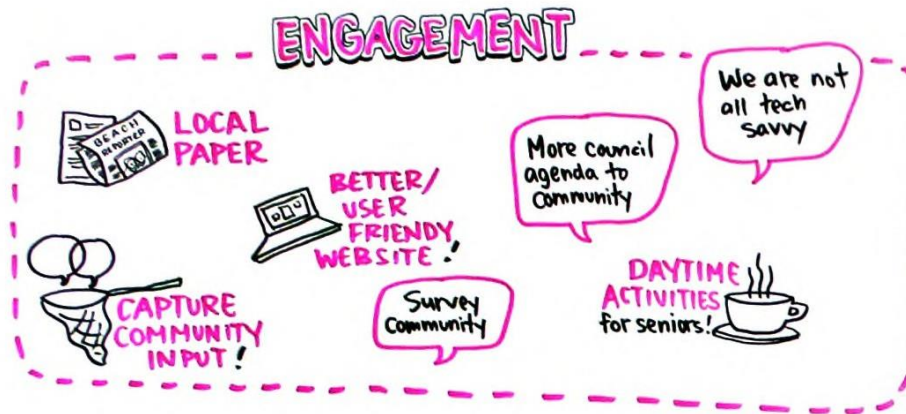 ENGAGEMENT
BEACH
REPORTER
LOCAL
PAPER
We are not
all tech
savvy
More council
agenda to
community
BETTER/
USER
FRIENDY
WEBSITE!
CAPTURE
COMMUNITY
INPUT!
Survey
Community
DAYTIME
ACTIVITIES
for seniors!